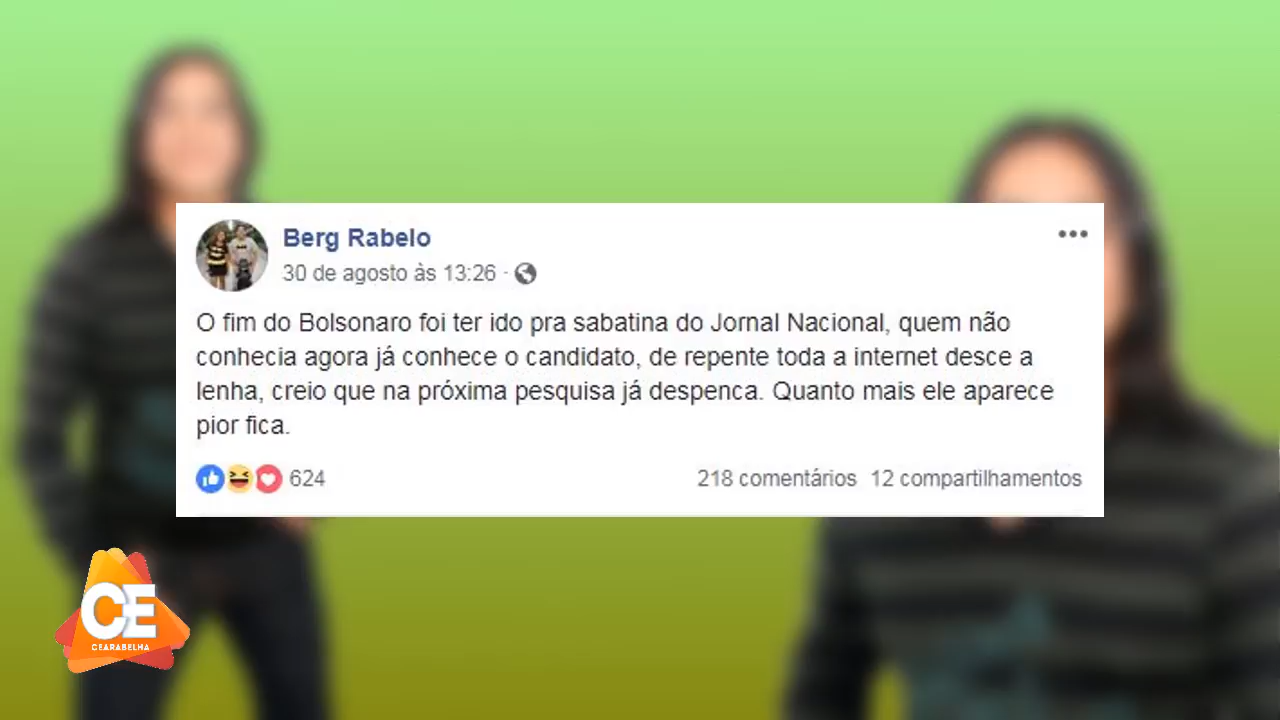 Berg Rabelo
30 de agosto às 13:26 ·
O fim do Bolsonaro foi ter ido pra sabatina do Jornal Nacional, quem não
conhecia agora já conhece o candidato, de repente toda a internet desce a
lenha, creio que na próxima pesquisa já despenca. Quanto mais ele aparece
pior fica.
624
218 comentários 12 compartilhamentos
CE
CEARABELHA